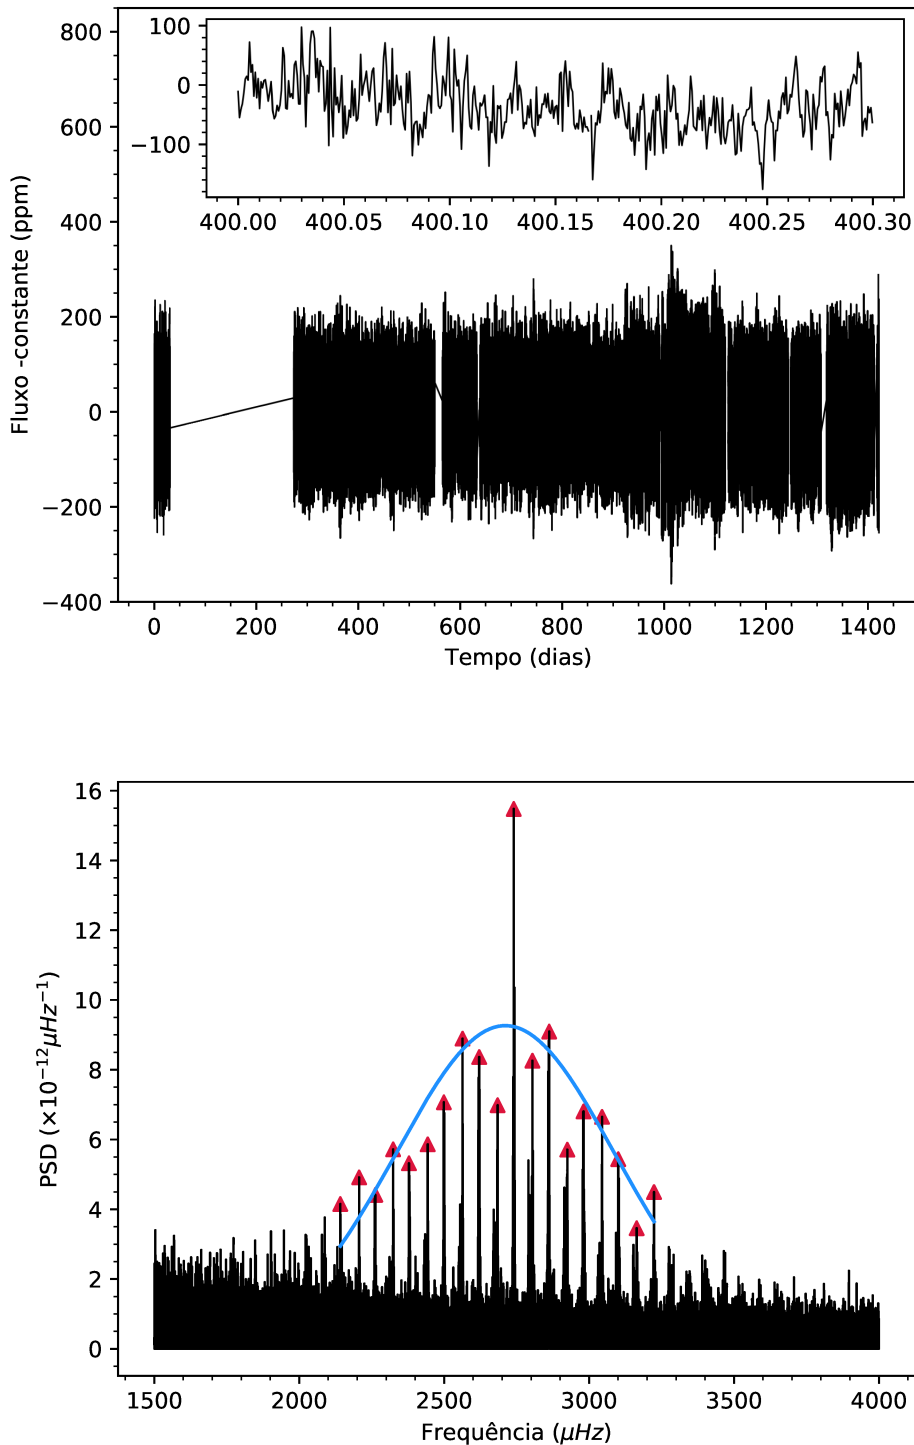 800
600
400
200
0
−200
−400
Fluxo -constante (ppm)
100
0
−100
400.00 400.05 400.10 400.15 400.20 400.25 400.30
0 200 400 600 800 1000 1200 1400
Tempo (dias)
16
14
12
10
8
6
4
2
0
PSD (×10⁻¹²μHz⁻¹)
1500 2000 2500 3000 3500 4000
Frequência (μHz)